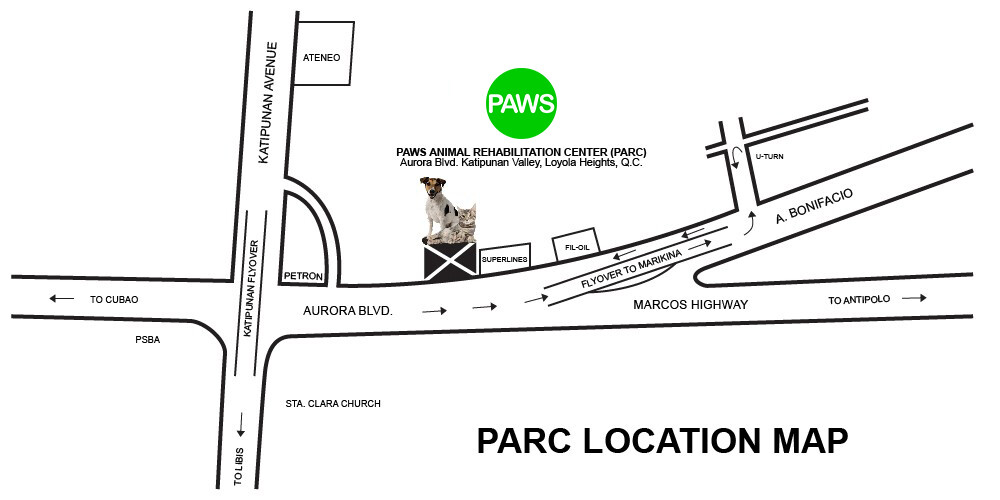 KATIPUNAN AVENUE
ATENEO
PAWS
PAWS ANIMAL REHABILITATION CENTER (PARC)
Aurora Blvd. Katipunan Valley, Loyola Heights, Q.C.
U-TURN
A. BONIFACIO
FIL-OIL
SUPERLINES
FLYOVER TO MARIKINA
KATIPUNAN FLYOVER
PETRON
TO CUBAO
AURORA BLVD.
MARCOS HIGHWAY
TO ANTIPOLO
PSBA
STA. CLARA CHURCH
TO LIBIS
PARC LOCATION MAP